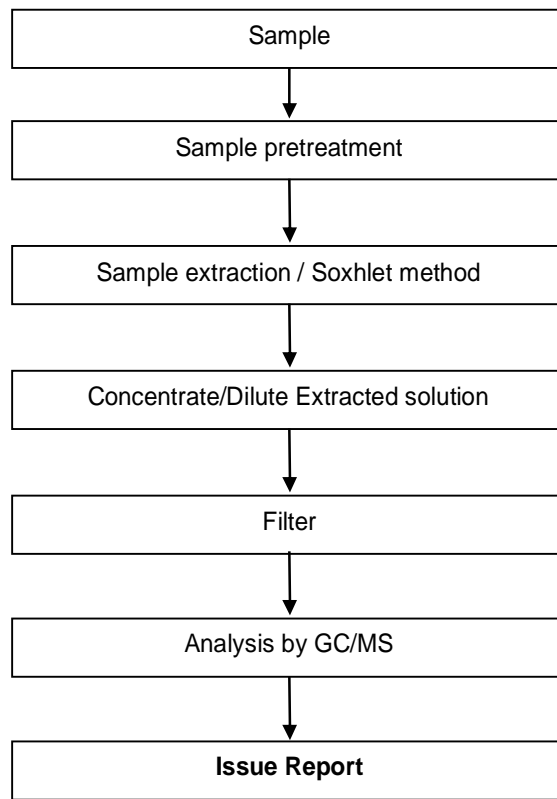 Sample
Sample pretreatment
Sample extraction / Soxhlet method
Concentrate/Dilute Extracted solution
Filter
Analysis by GC/MS
Issue Report